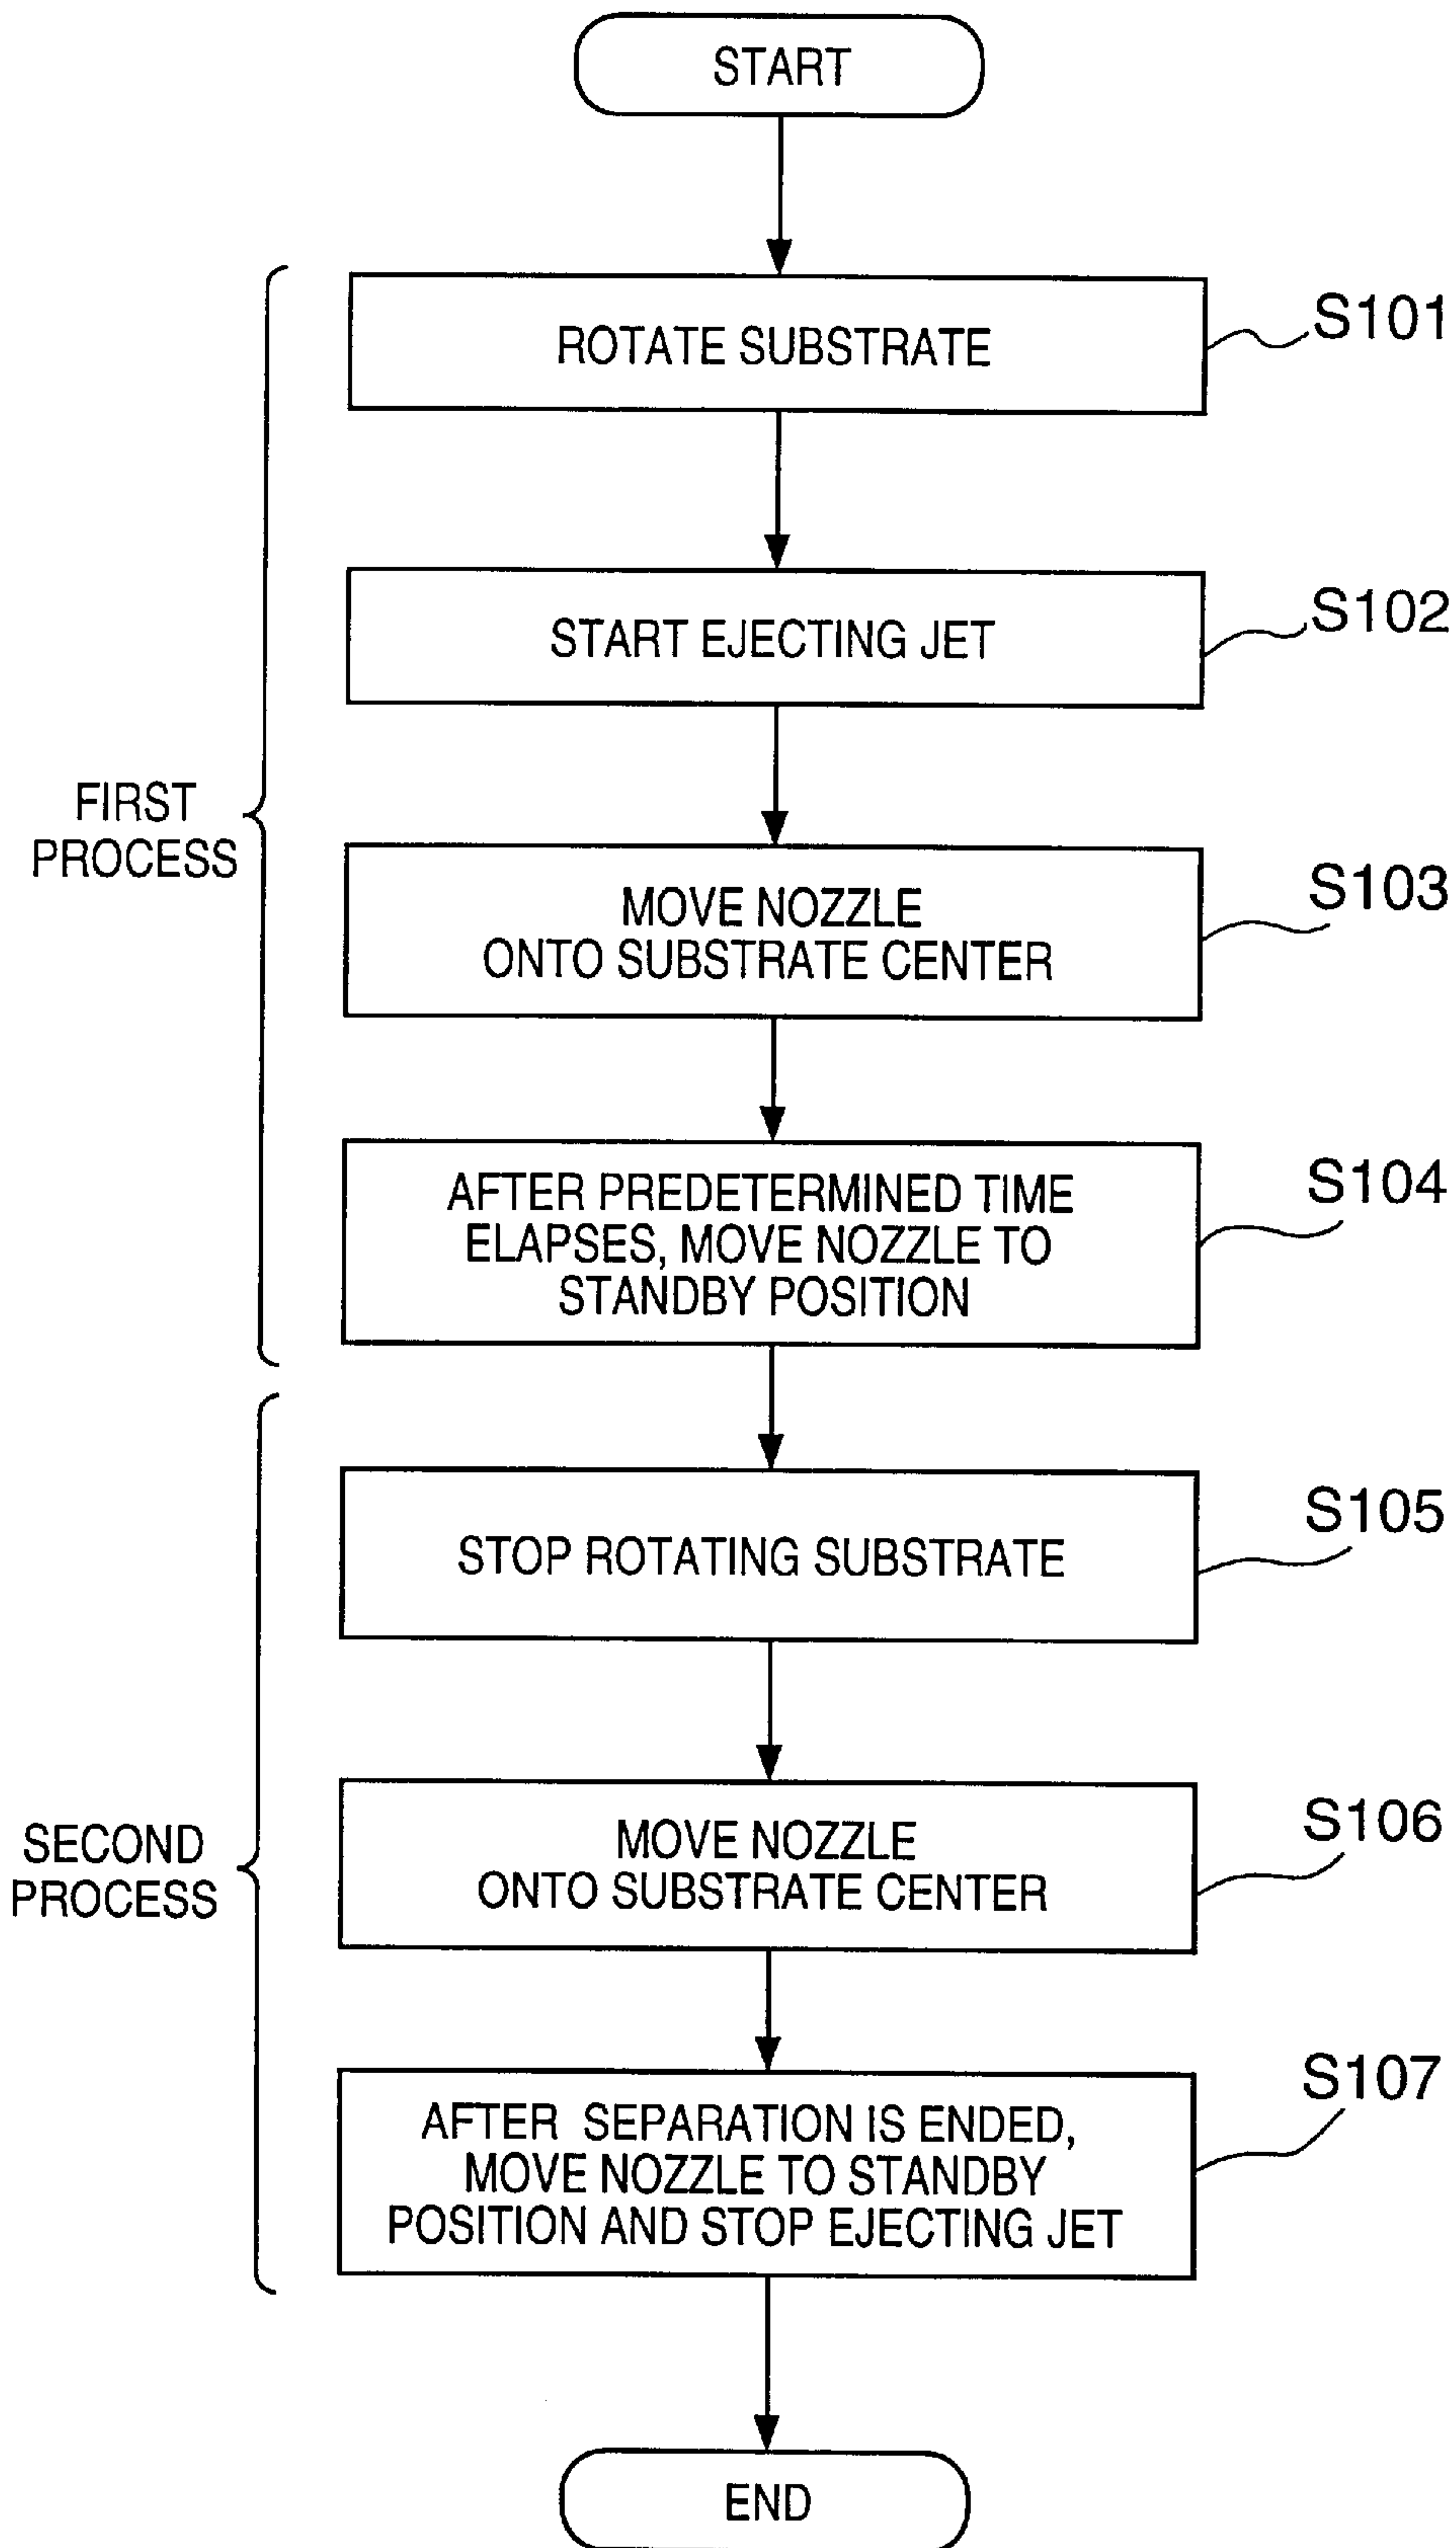 START
ROTATE SUBSTRATE
S101
START EJECTING JET
S102
FIRST
PROCESS
MOVE NOZZLE
ONTO SUBSTRATE CENTER
S103
AFTER PREDETERMINED TIME
ELAPSES, MOVE NOZZLE TO
STANDBY POSITION
S104
STOP ROTATING SUBSTRATE
S105
SECOND
PROCESS
MOVE NOZZLE
ONTO SUBSTRATE CENTER
S106
AFTER SEPARATION IS ENDED,
MOVE NOZZLE TO STANDBY
POSITION AND STOP EJECTING JET
S107
END